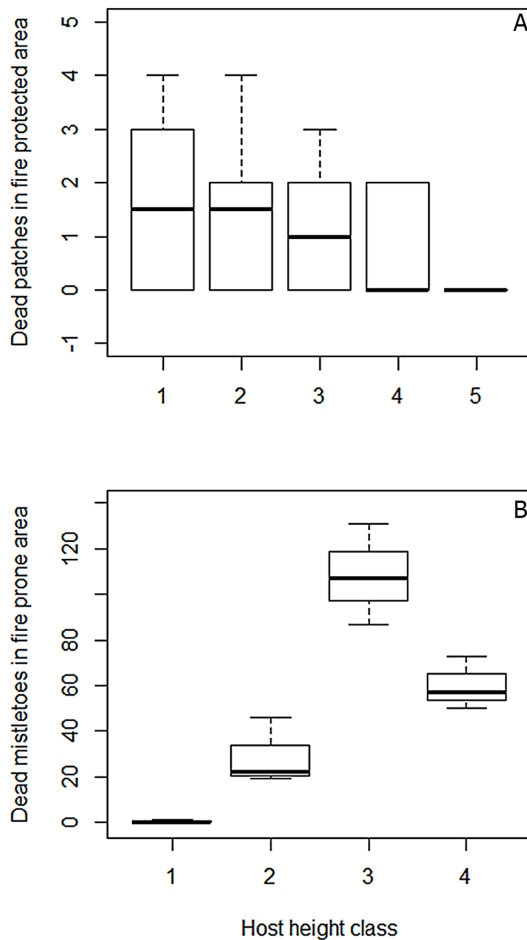 A
Dead patches in fire protected area
5
4
3
2
1
0
-1
1 2 3 4 5
B
Dead mistletoes in fire prone area
120
80
60
40
20
0
1 2 3 4
Host height class